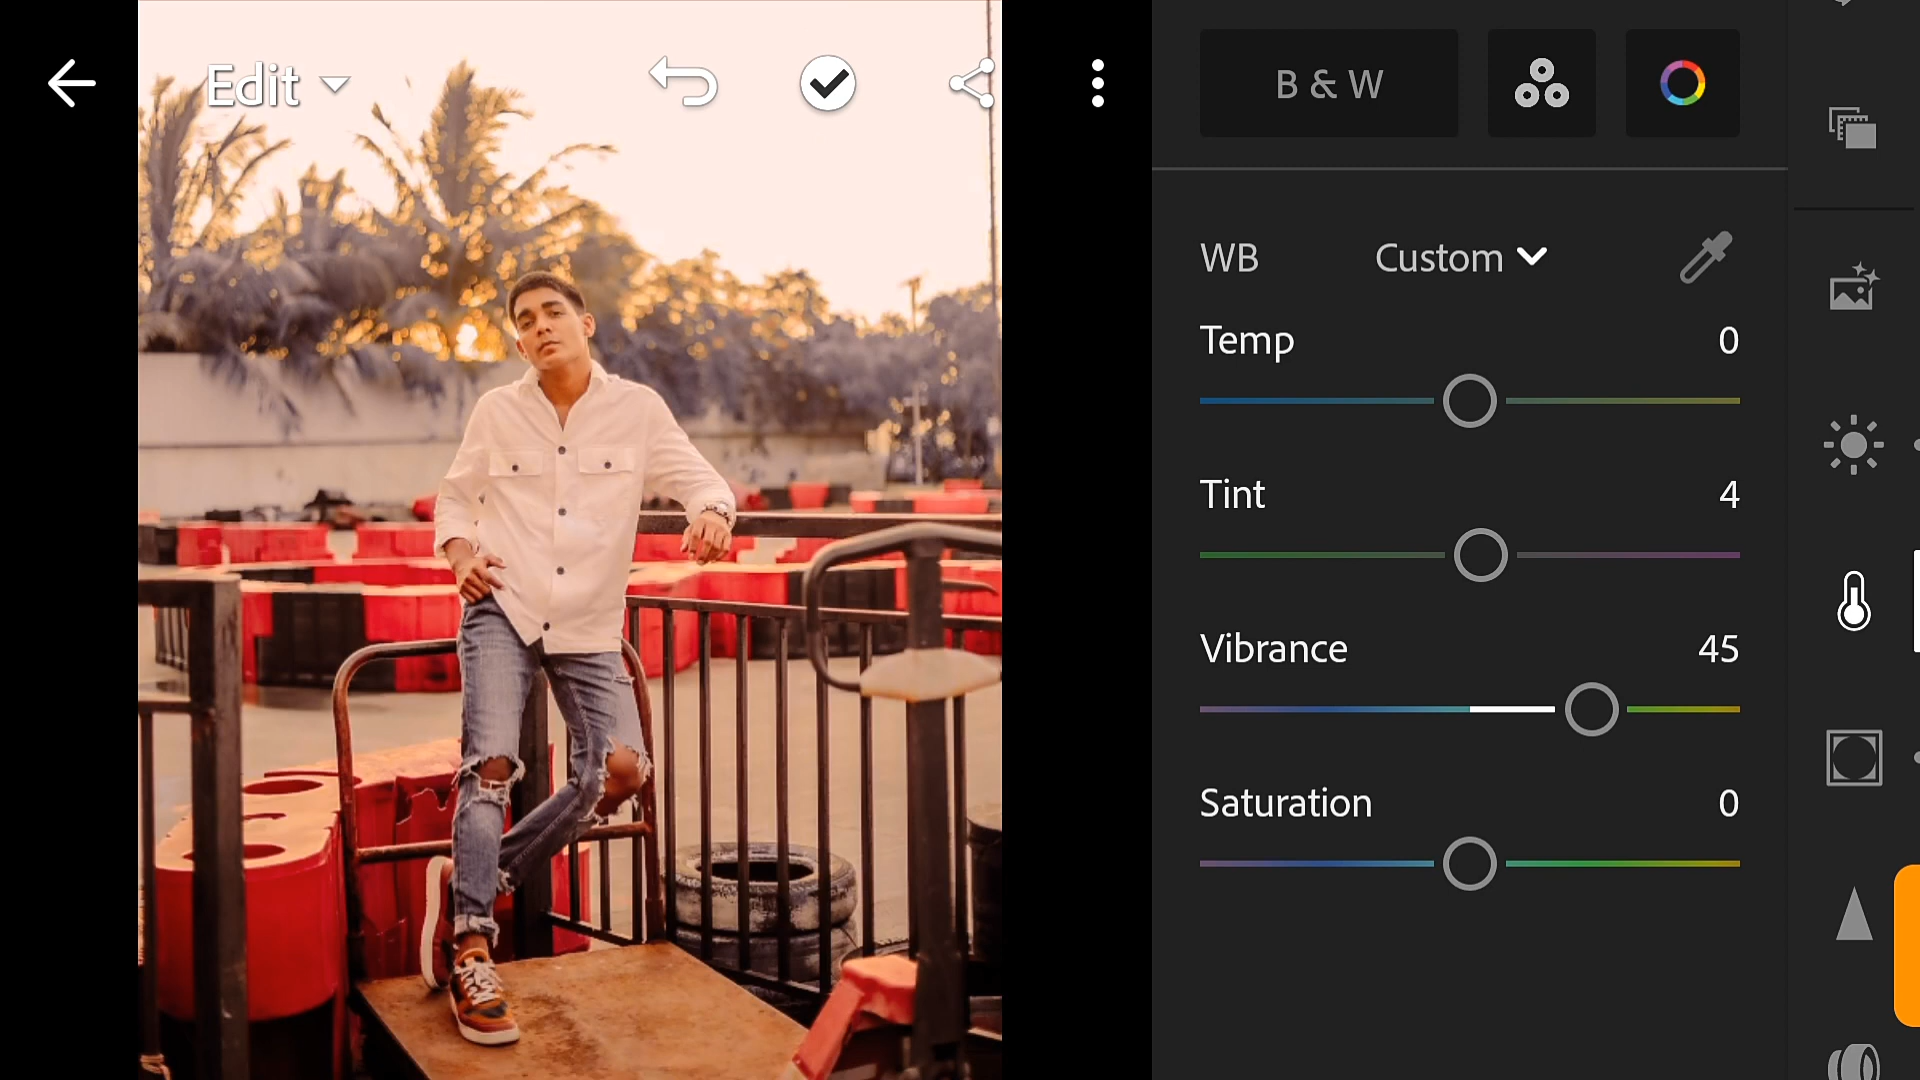 Edit
B & W
WB Custom
Temp 0
Tint 4
Vibrance 45
Saturation 0